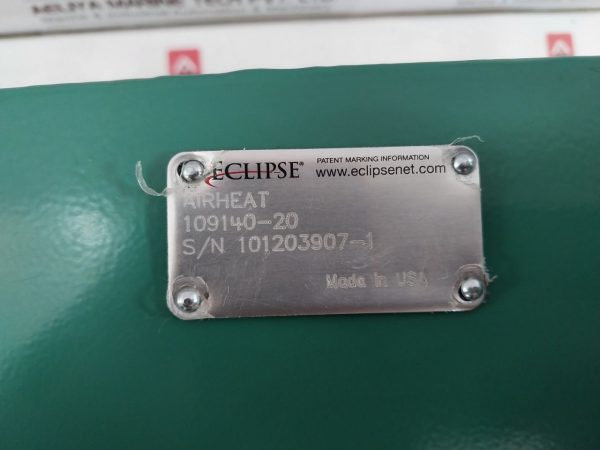 ECLIPSE®
PATENT MARKING INFORMATION
www.eclipsenet.com
AIRHEAT
109140-20
S/N 101203907-1
Made In USA